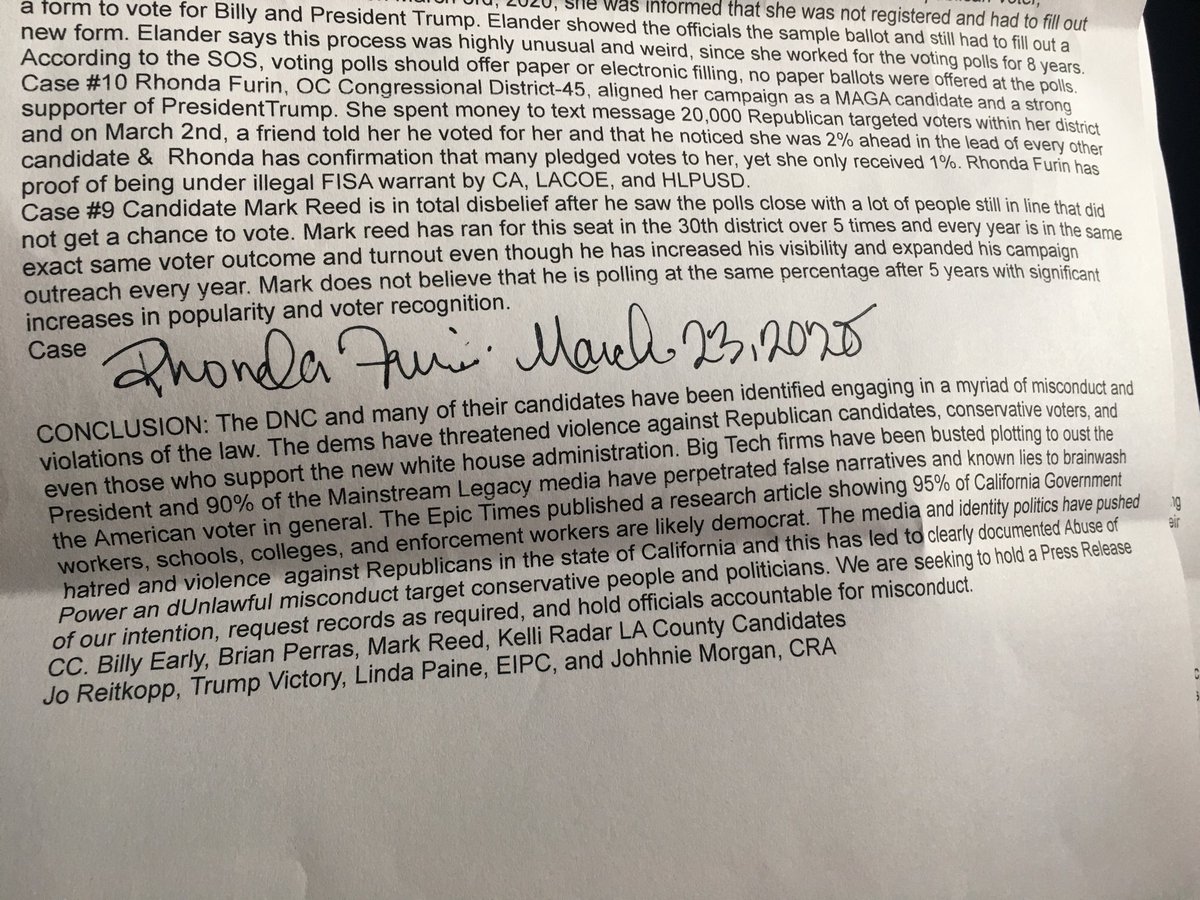 2020, she was informed that she was not registered and had to fill out
a form to vote for Billy and President Trump. Elander showed the officials the sample ballot and still had to fill out a
new form. Elander says this process was highly unusual and weird, since she worked for the voting polls for 8 years.
According to the SOS, voting polls should offer paper or electronic filling, no paper ballots were offered at the polls.
Case #10 Rhonda Furin, OC Congressional District-45, aligned her campaign as a MAGA candidate and a strong
supporter of PresidentTrump. She spent money to text message 20,000 Republican targeted voters within her district
and on March 2nd, a friend told her he voted for her and that he noticed she was 2% ahead in the lead of every other
candidate & Rhonda has confirmation that many pledged votes to her, yet she only received 1%. Rhonda Furin has
proof of being under illegal FISA warrant by CA, LACOE, and HLPUSD.
Case #9 Candidate Mark Reed is in total disbelief after he saw the polls close with a lot of people still in line that did
not get a chance to vote. Mark reed has ran for this seat in the 30th district over 5 times and every year is in the same
exact same voter outcome and turnout even though he has increased his visibility and expanded his campaign
outreach every year. Mark does not believe that he is polling at the same percentage after 5 years with significant
increases in popularity and voter recognition.
Case Rhonda Furin March 23, 2020
CONCLUSION: The DNC and many of their candidates have been identified engaging in a myriad of misconduct and
violations of the law. The dems have threatened violence against Republican candidates, conservative voters, and
even those who support the new white house administration. Big Tech firms have been busted plotting to oust the
President and 90% of the Mainstream Legacy media have perpetrated false narratives and known lies to brainwash
the American voter in general. The Epic Times published a research article showing 95% of California Government
workers, schools, colleges, and enforcement workers are likely democrat. The media and identity politics have pushed
hatred and violence against Republicans in the state of California and this has led to clearly documented Abuse of
Power an dUnlawful misconduct target conservative people and politicians. We are seeking to hold a Press Release
of our intention, request records as required, and hold officials accountable for misconduct.
CC. Billy Early, Brian Perras, Mark Reed, Kelli Radar LA County Candidates
Jo Reitkopp, Trump Victory, Linda Paine, EIPC, and Johhnie Morgan, CRA